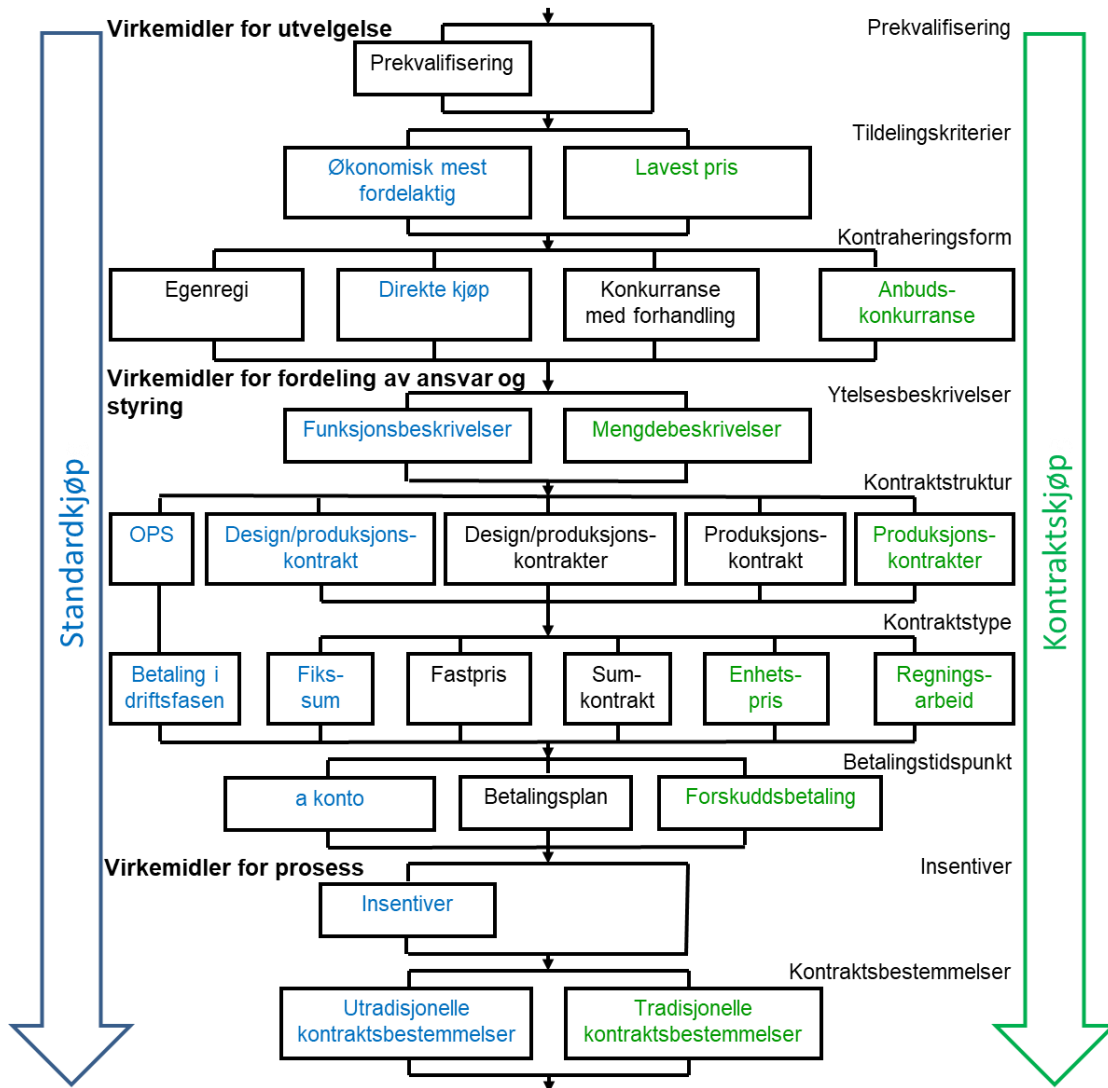 Virkemidler for utvelgelse
Prekvalifisering
Prekvalifisering
Tildelingskriterier
Økonomisk mest
fordelaktig
Lavest pris
Kontraheringsform
Egenregi
Direkte kjøp
Konkurranse
med forhandling
Anbuds-
konkurranse
Virkemidler for fordeling av ansvar og
styring
Ytelsesbeskrivelser
Funksjonsbeskrivelser
Mengdebeskrivelser
Kontraktstruktur
OPS
Design/produksjons-
kontrakt
Design/produksjons-
kontrakter
Produksjons-
kontrakt
Produksjons-
kontrakter
Kontraktstype
Betaling i
driftsfasen
Fiks-
sum
Fastpris
Sum-
kontrakt
Enhets-
pris
Regnings-
arbeid
Betalingstidspunkt
a konto
Betalingsplan
Forskuddsbetaling
Virkemidler for prosess
Insentiver
Insentiver
Kontraktsbestemmelser
Utradisjonelle
kontraktsbestemmelser
Tradisjonelle
kontraktsbestemmelser
Standardkjøp
Kontraktskjøp